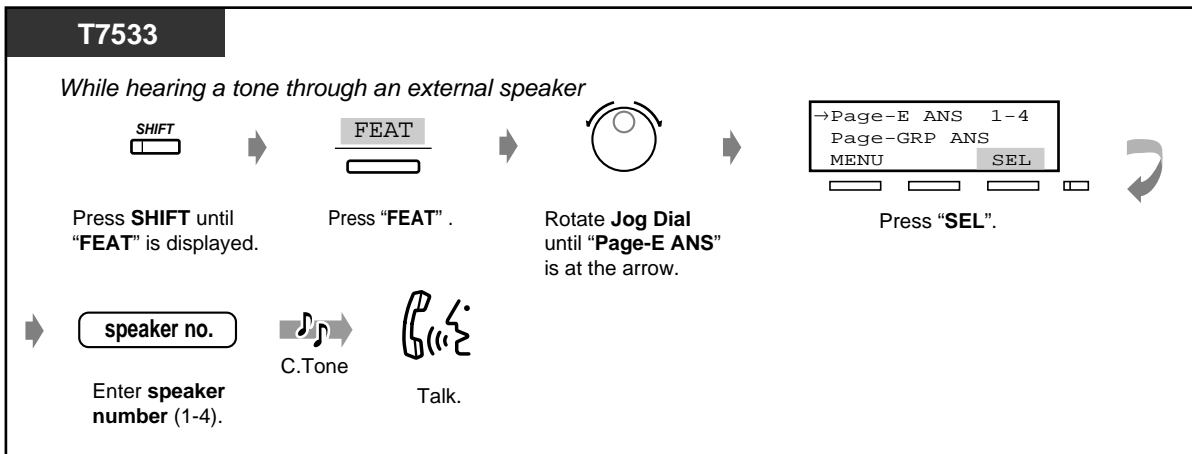 T7533
While hearing a tone through an external speaker
SHIFT
FEAT
→Page-E ANS 1-4
Page-GRP ANS
MENU SEL
Press SHIFT until
“FEAT” is displayed.
Press “FEAT” .
Rotate Jog Dial
until “Page-E ANS”
is at the arrow.
Press “SEL”.
speaker no.
C.Tone
Enter speaker
number (1-4).
Talk.